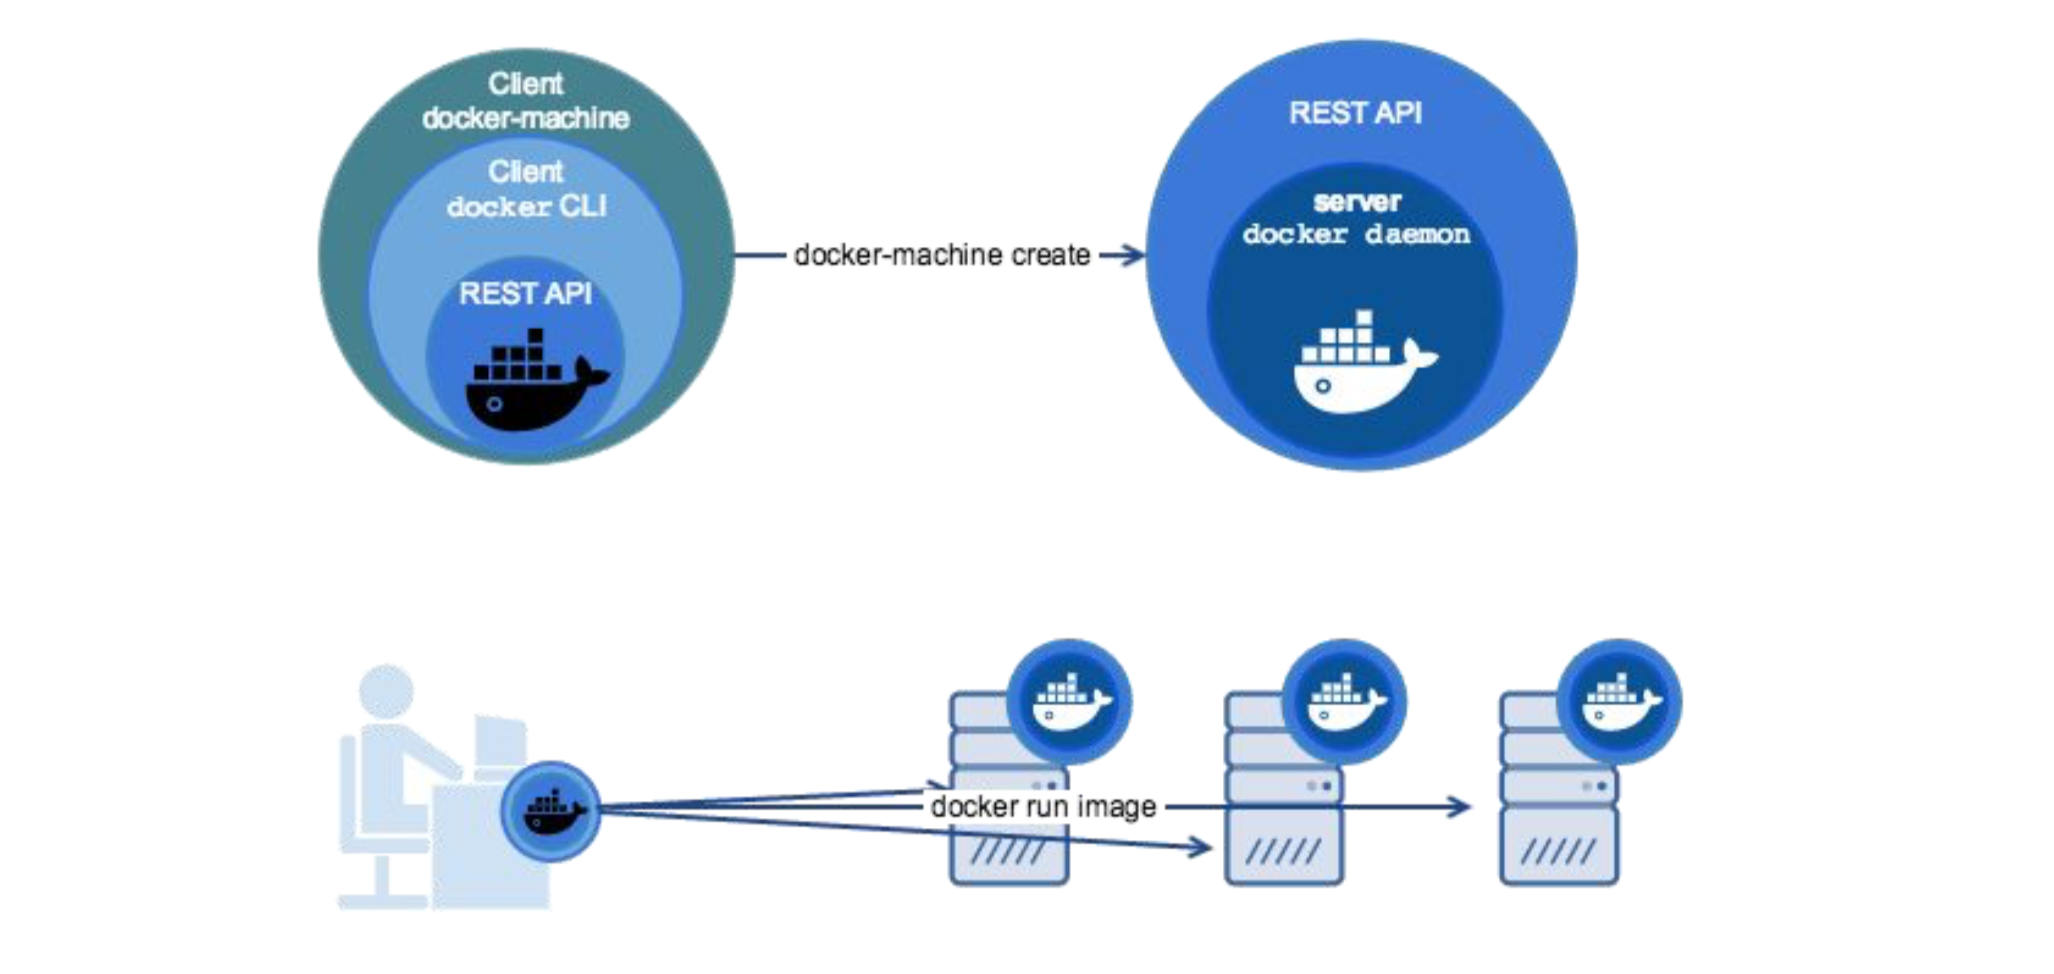 Client
docker-machine
Client
docker CLI
REST API
docker-machine create
REST API
server
docker daemon
docker run image